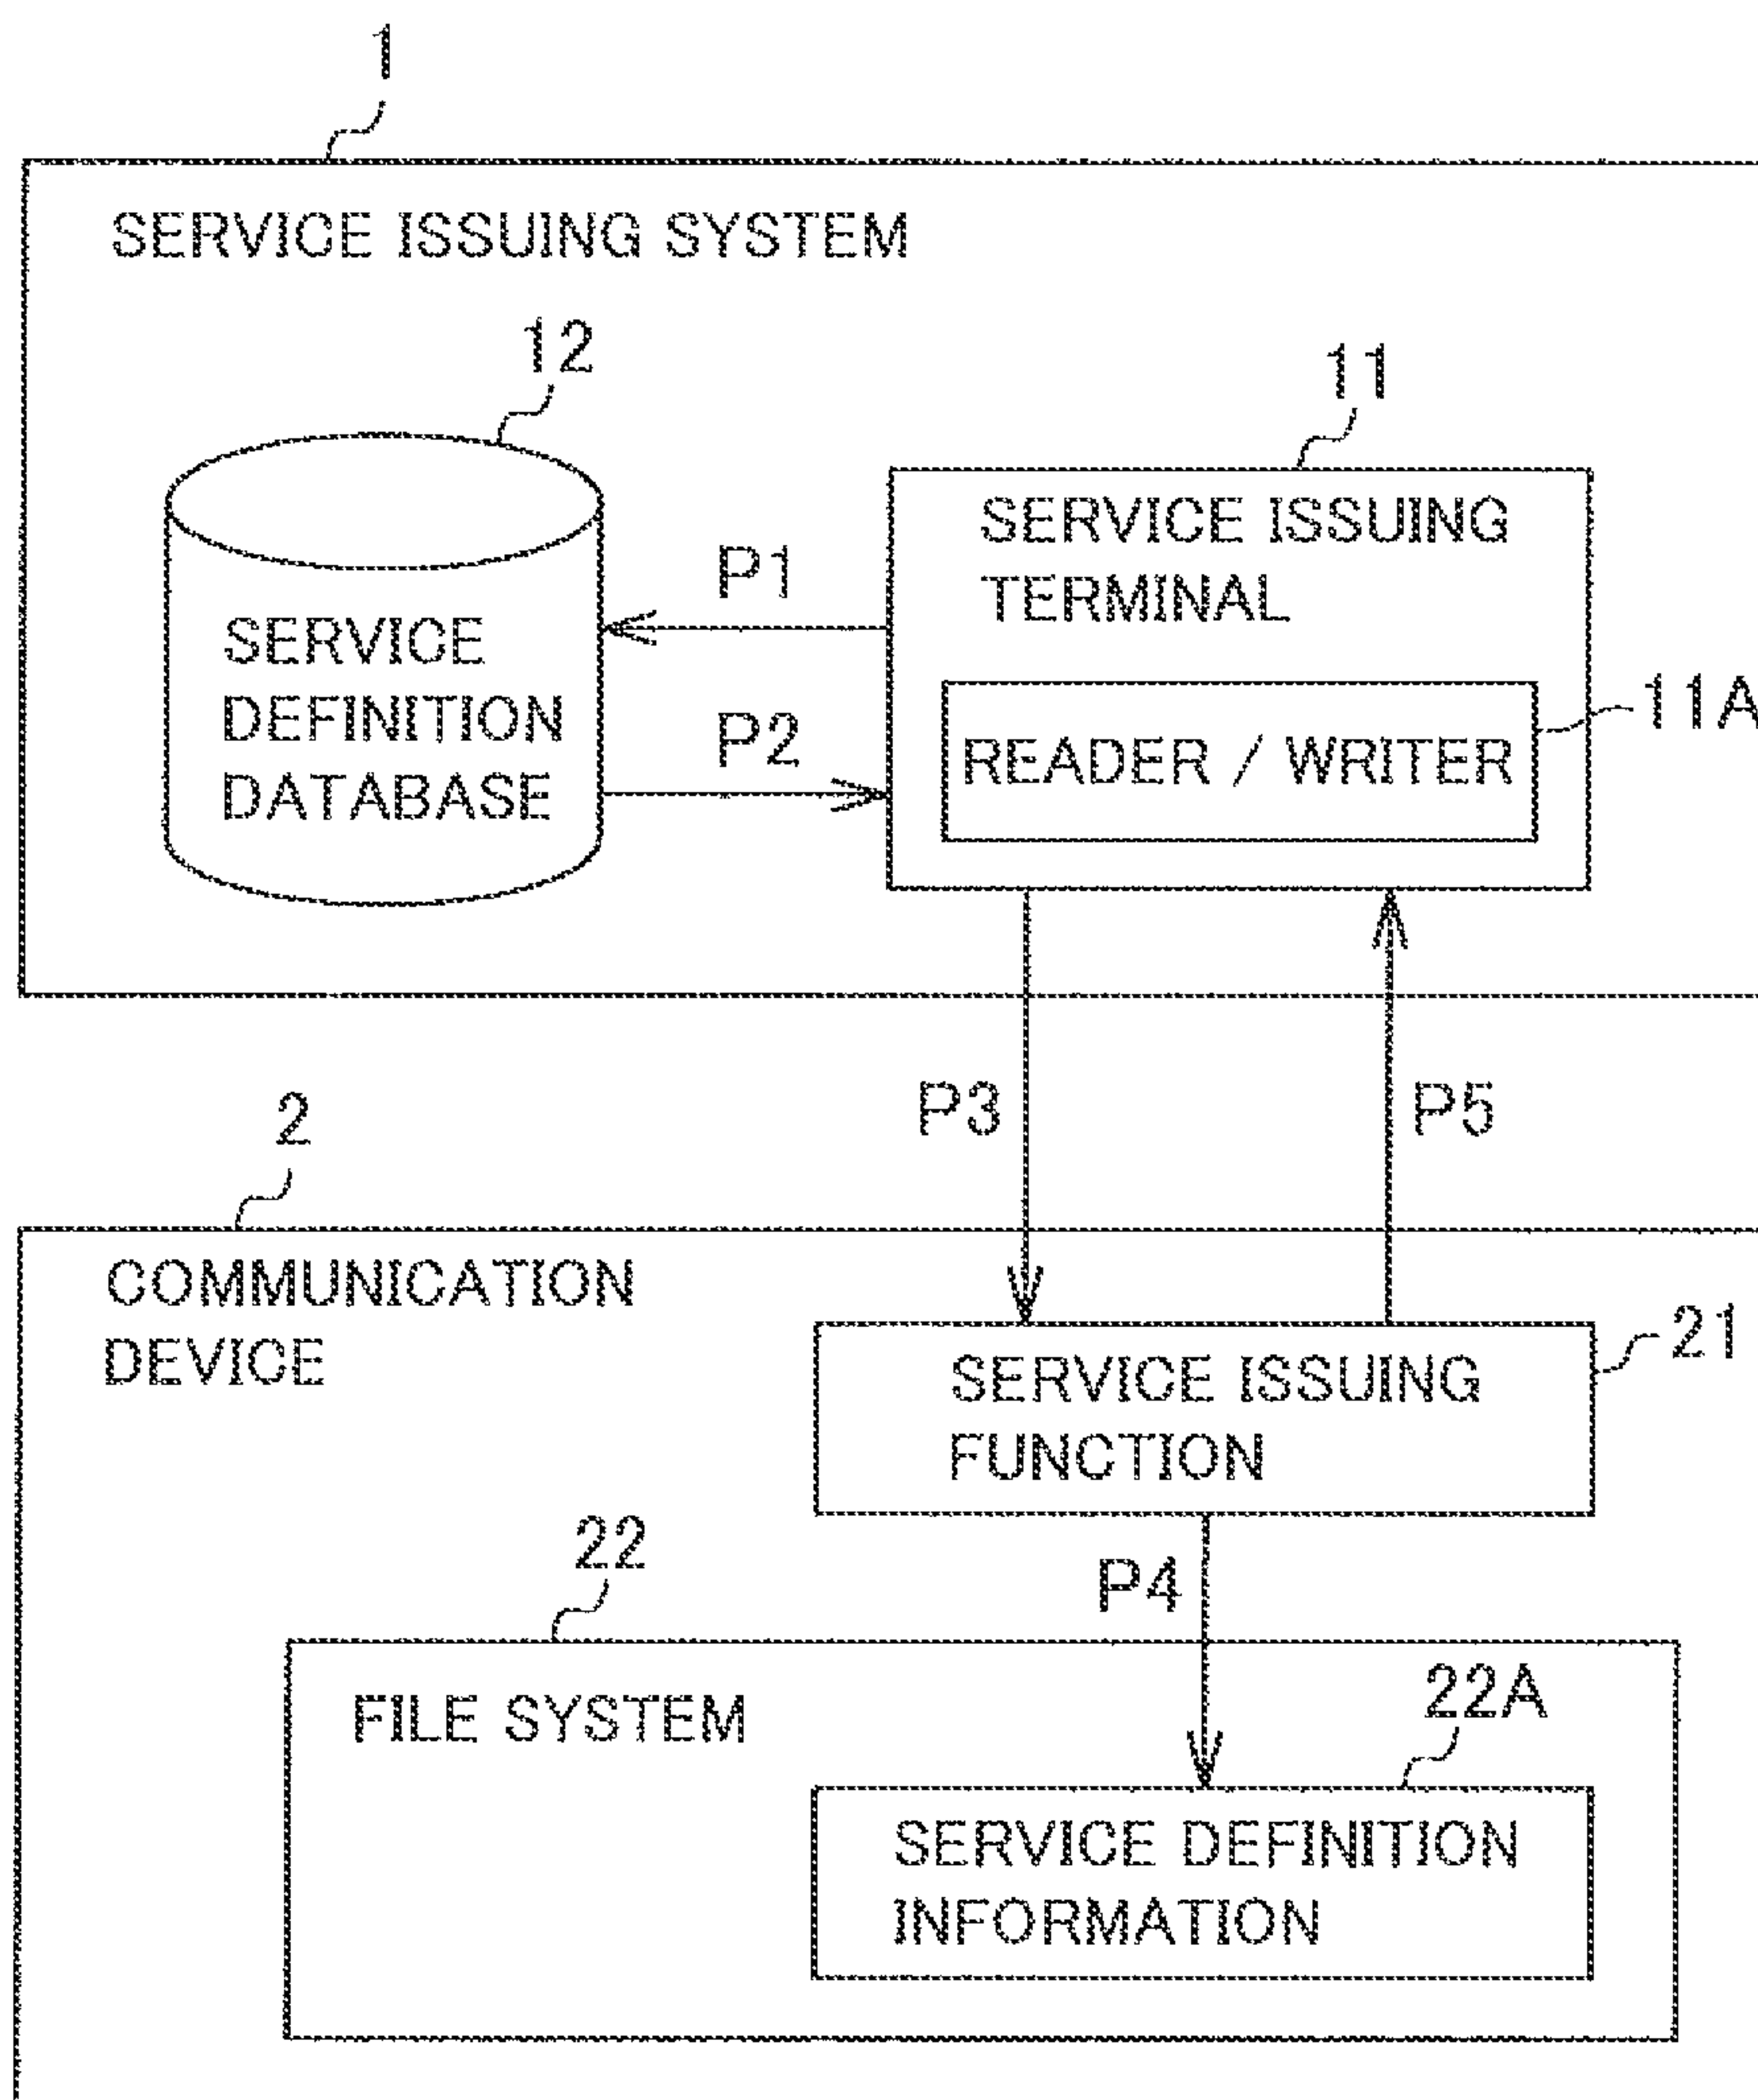 1
SERVICE ISSUING SYSTEM
12
11
SERVICE ISSUING
TERMINAL
P1
SERVICE
DEFINITION
DATABASE
P2
11A
READER / WRITER
P3
P5
2
COMMUNICATION
DEVICE
21
SERVICE ISSUING
FUNCTION
22
P4
FILE SYSTEM
22A
SERVICE DEFINITION
INFORMATION